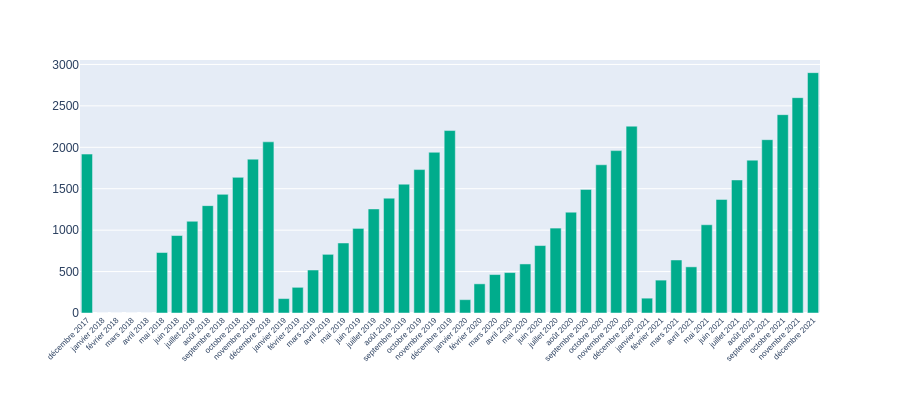 3000
2500
2000
1500
1000
500
0
décembre 2017
janvier 2018
février 2018
mars 2018
avril 2018
mai 2018
juin 2018
juillet 2018
août 2018
septembre 2018
octobre 2018
novembre 2018
décembre 2018
janvier 2019
février 2019
mars 2019
avril 2019
mai 2019
juin 2019
juillet 2019
août 2019
septembre 2019
octobre 2019
novembre 2019
décembre 2019
janvier 2020
février 2020
mars 2020
avril 2020
mai 2020
juin 2020
juillet 2020
août 2020
septembre 2020
octobre 2020
novembre 2020
décembre 2020
janvier 2021
février 2021
mars 2021
avril 2021
mai 2021
juin 2021
juillet 2021
août 2021
septembre 2021
octobre 2021
novembre 2021
décembre 2021